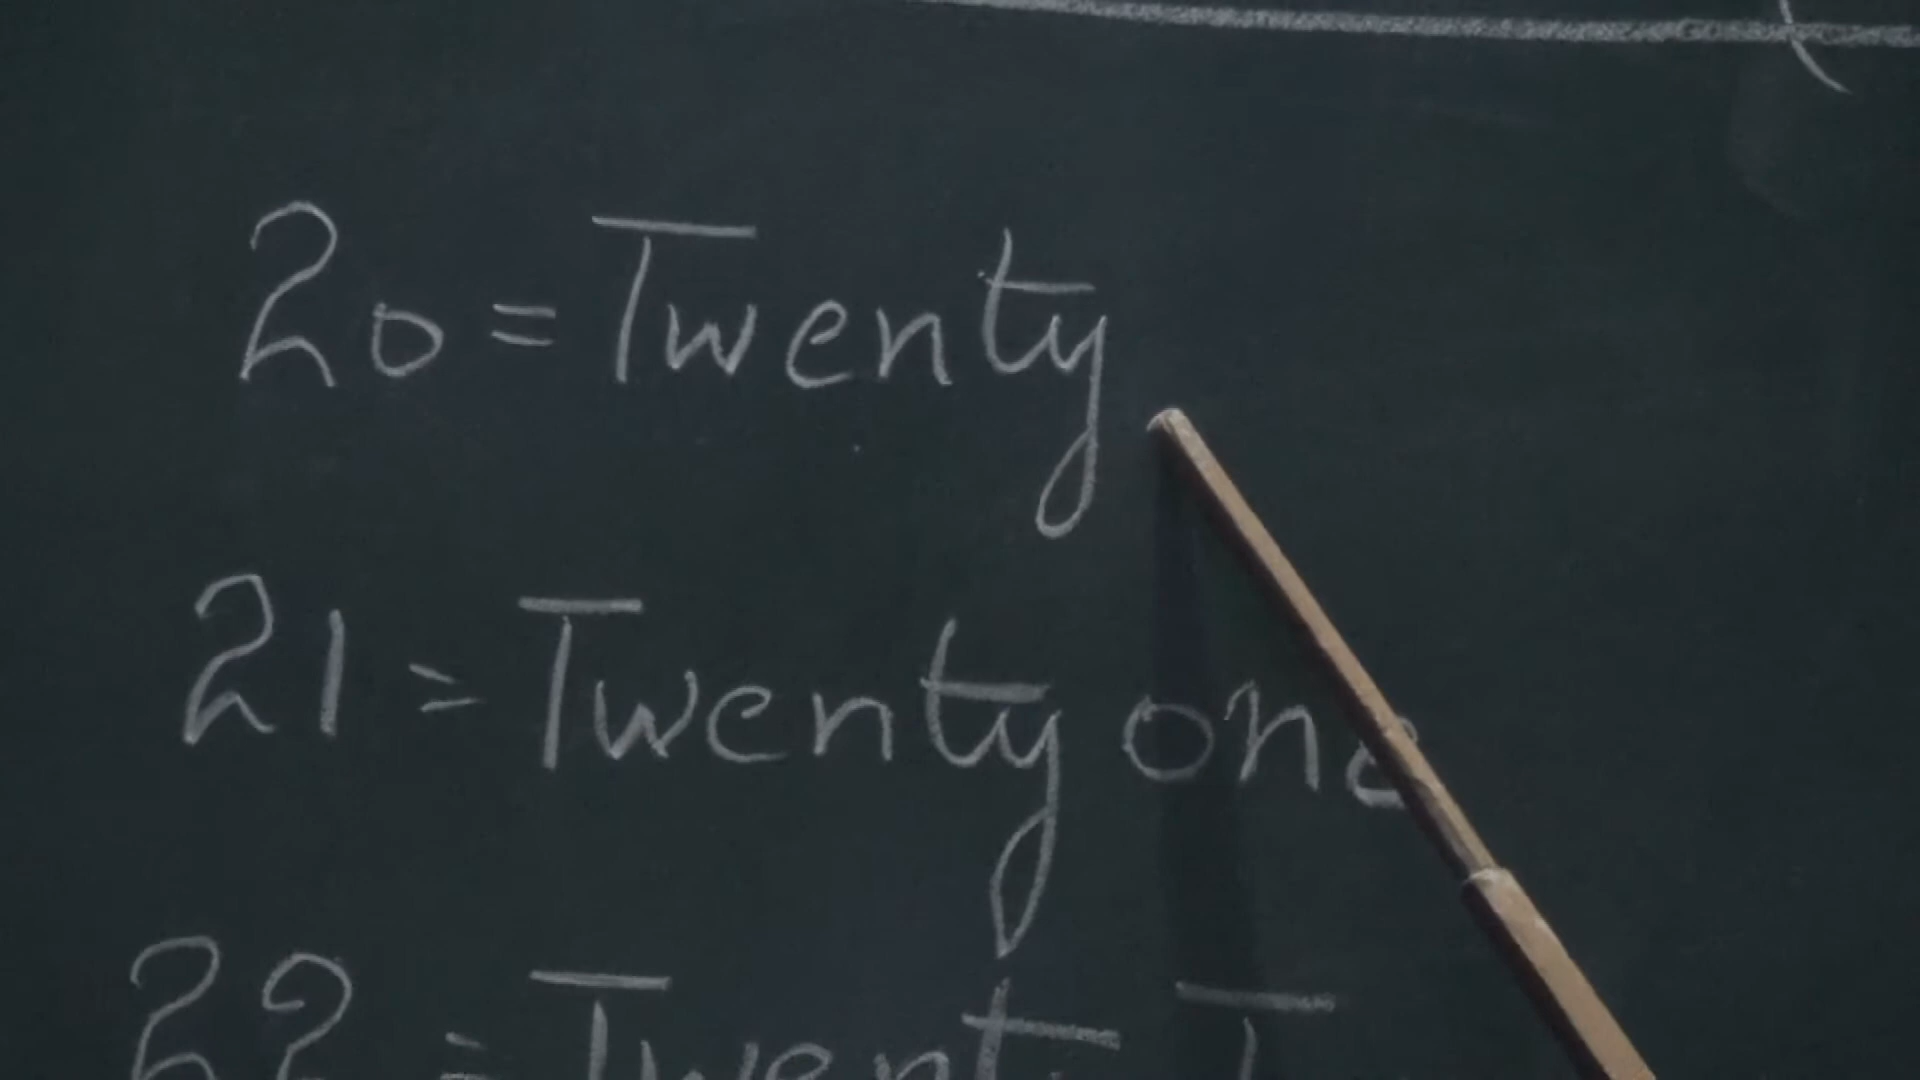 20 = Twenty
21 = Twenty one
22 = Twenty